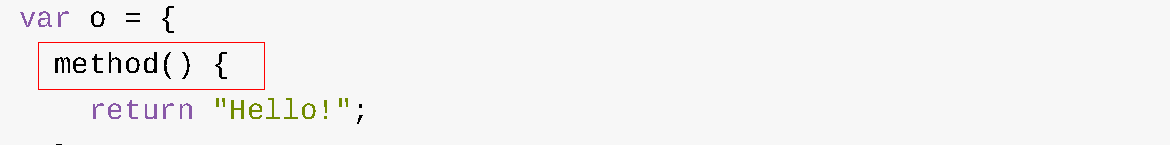 var o = {
method() {
return "Hello!";